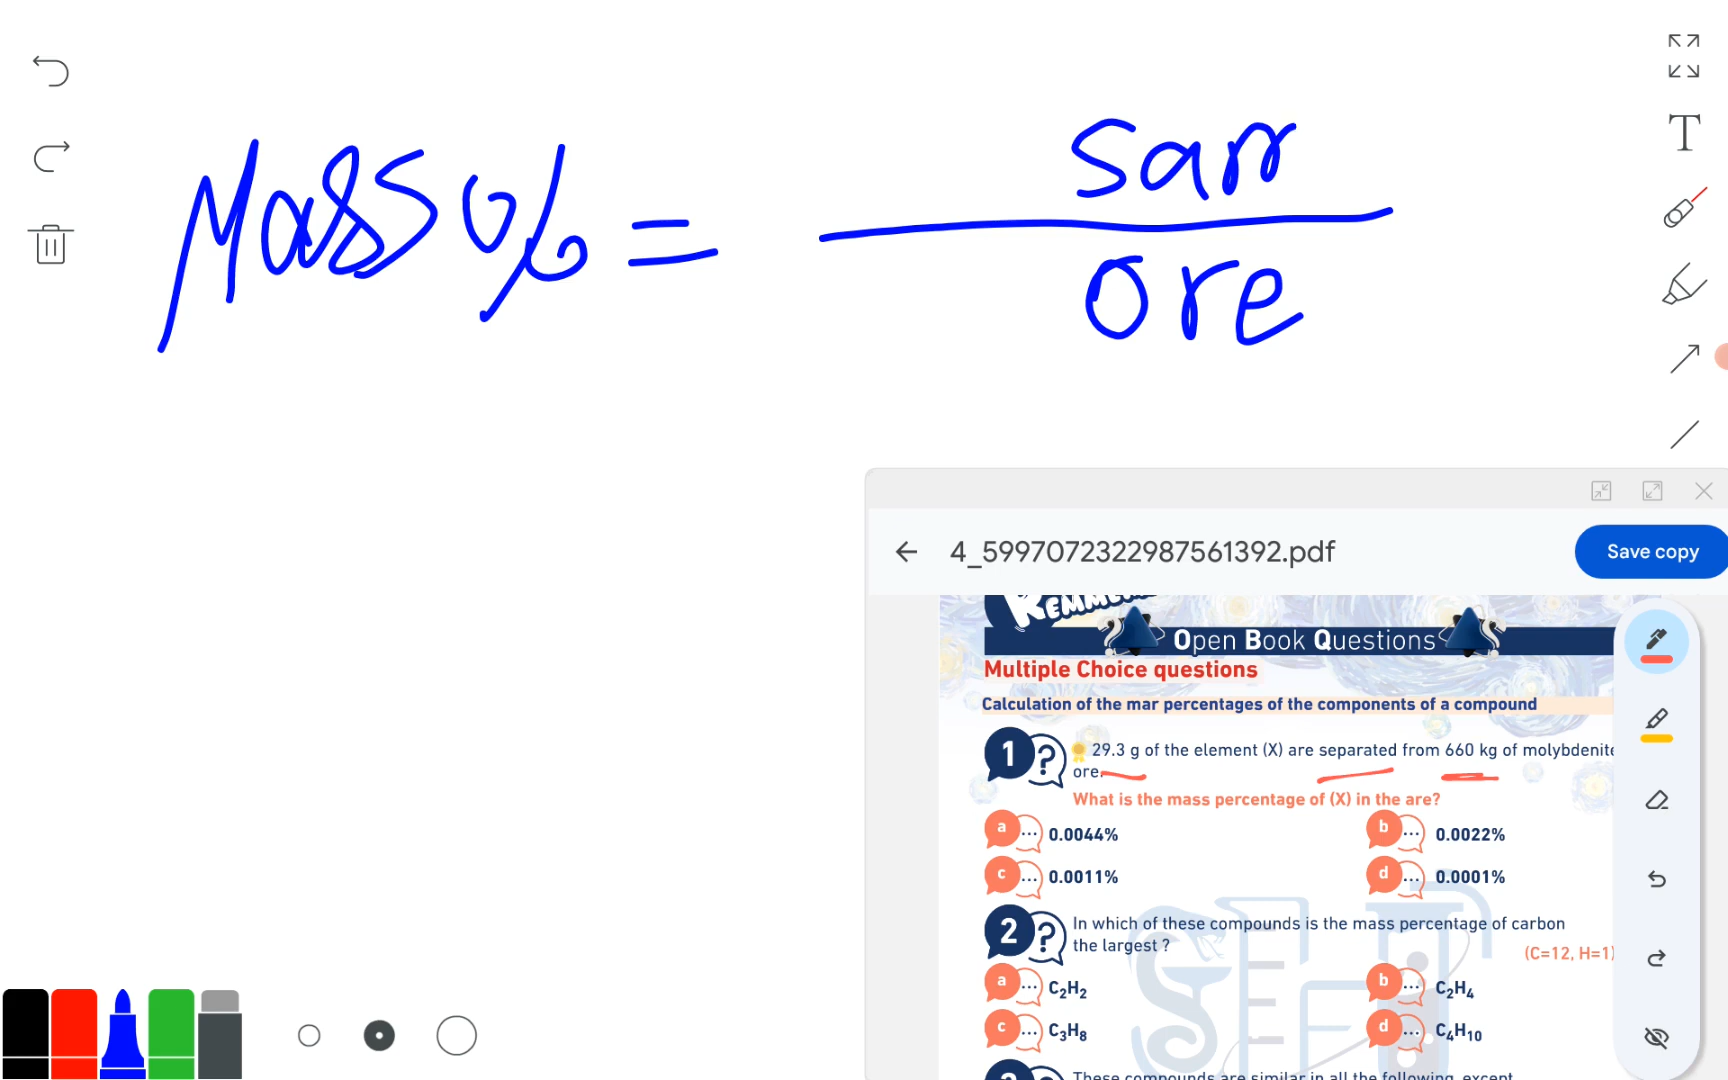 Mass % = sarr
ore
T
4_5997072322987561392.pdf
Save copy
Open Book Questions
Multiple Choice questions
Calculation of the mar percentages of the components of a compound
1 ? 29.3 g of the element (X) are separated from 660 kg of molybdenite
ore.
What is the mass percentage of (X) in the are?
a ... 0.0044%
b ... 0.0022%
c ... 0.0011%
d ... 0.0001%
2 ? In which of these compounds is the mass percentage of carbon
the largest ?
(C=12, H=1)
a ... C₂H₂
b ... C₂H₄
c ... C₃H₈
d ... C₄H₁₀
These compounds are similar in all the following, except